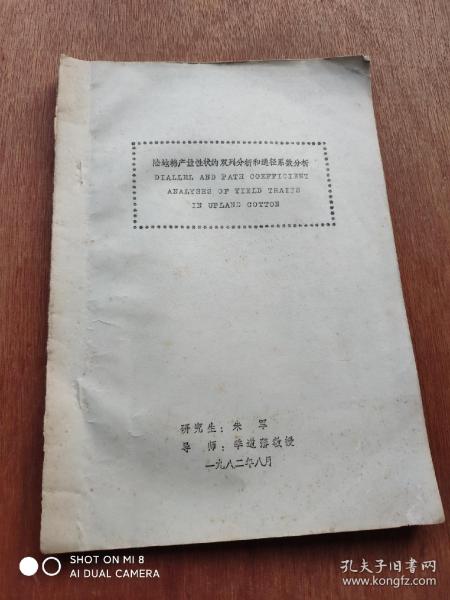 陆地棉产量性状的双列分析和通径系数分析
DIALLEL AND PATH COEFFICIENT
ANALYSES OF YIELD TRAITS
IN UPLAND COTTON
研究生：朱军
导 师：季道藩教授
一九八二年八月
SHOT ON MI 8
AI DUAL CAMERA
孔夫子旧书网
www.kongfz.com